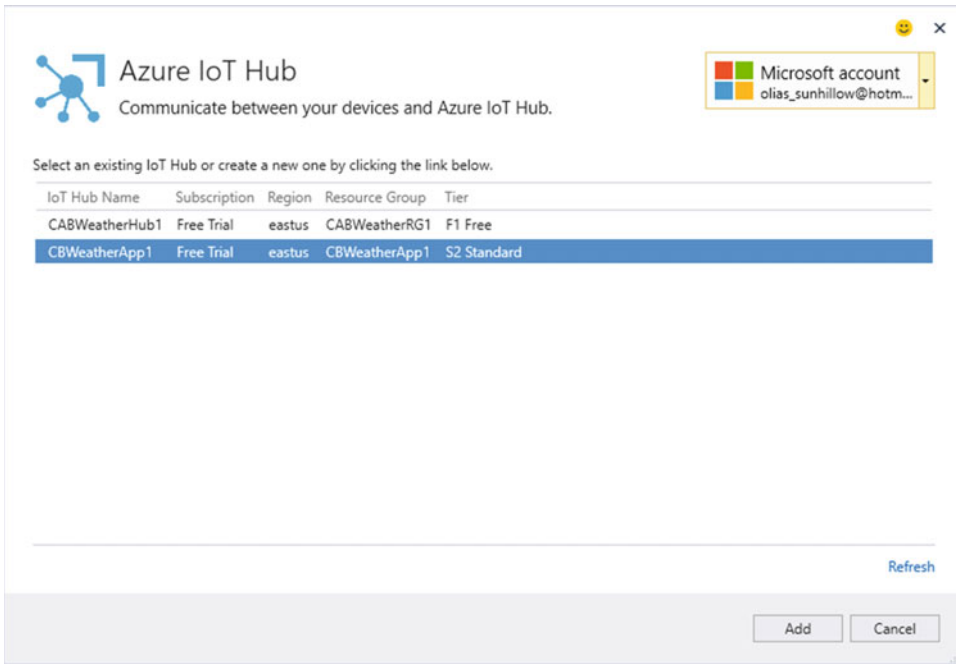 Azure IoT Hub
Communicate between your devices and Azure IoT Hub.
Microsoft account
olias_sunhillow@hotm...
Select an existing IoT Hub or create a new one by clicking the link below.
IoT Hub Name Subscription Region Resource Group Tier
CABWeatherHub1 Free Trial eastus CABWeatherRG1 F1 Free
CBWeatherApp1 Free Trial eastus CBWeatherApp1 S2 Standard
Refresh
Add Cancel